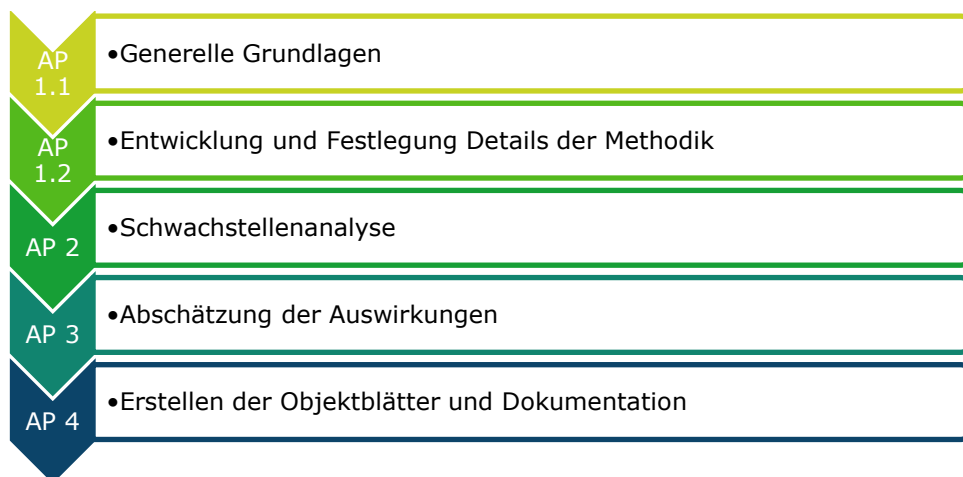 AP
1.1
•Generelle Grundlagen
AP
1.2
•Entwicklung und Festlegung Details der Methodik
AP 2
•Schwachstellenanalyse
AP 3
•Abschätzung der Auswirkungen
AP 4
•Erstellen der Objektblätter und Dokumentation